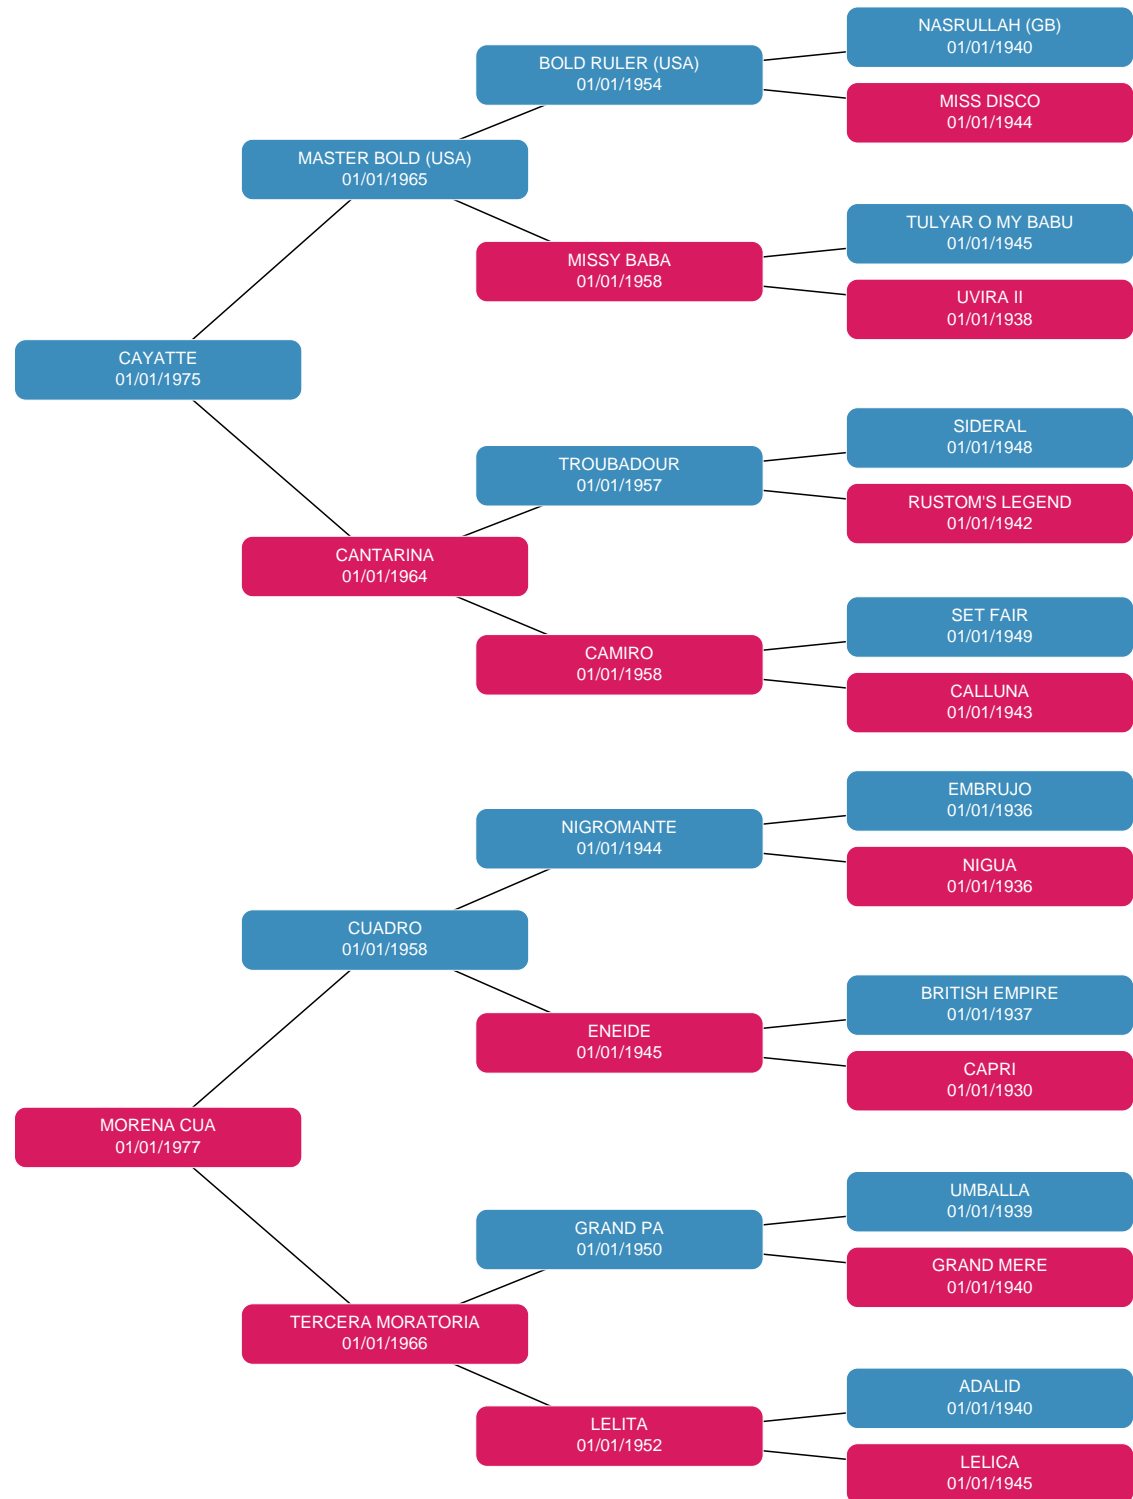 NASRULLAH (GB)
01/01/1940
BOLD RULER (USA)
01/01/1954
MISS DISCO
01/01/1944
MASTER BOLD (USA)
01/01/1965
TULYAR O MY BABU
01/01/1945
MISSY BABA
01/01/1958
UVIRA II
01/01/1938
CAYATTE
01/01/1975
SIDERAL
01/01/1948
TROUBADOUR
01/01/1957
RUSTOM'S LEGEND
01/01/1942
CANTARINA
01/01/1964
SET FAIR
01/01/1949
CAMIRO
01/01/1958
CALLUNA
01/01/1943
EMBRUJO
01/01/1936
NIGROMANTE
01/01/1944
NIGUA
01/01/1936
CUADRO
01/01/1958
BRITISH EMPIRE
01/01/1937
ENEIDE
01/01/1945
CAPRI
01/01/1930
MORENA CUA
01/01/1977
UMBALLA
01/01/1939
GRAND PA
01/01/1950
GRAND MERE
01/01/1940
TERCERA MORATORIA
01/01/1966
ADALID
01/01/1940
LELITA
01/01/1952
LELICA
01/01/1945